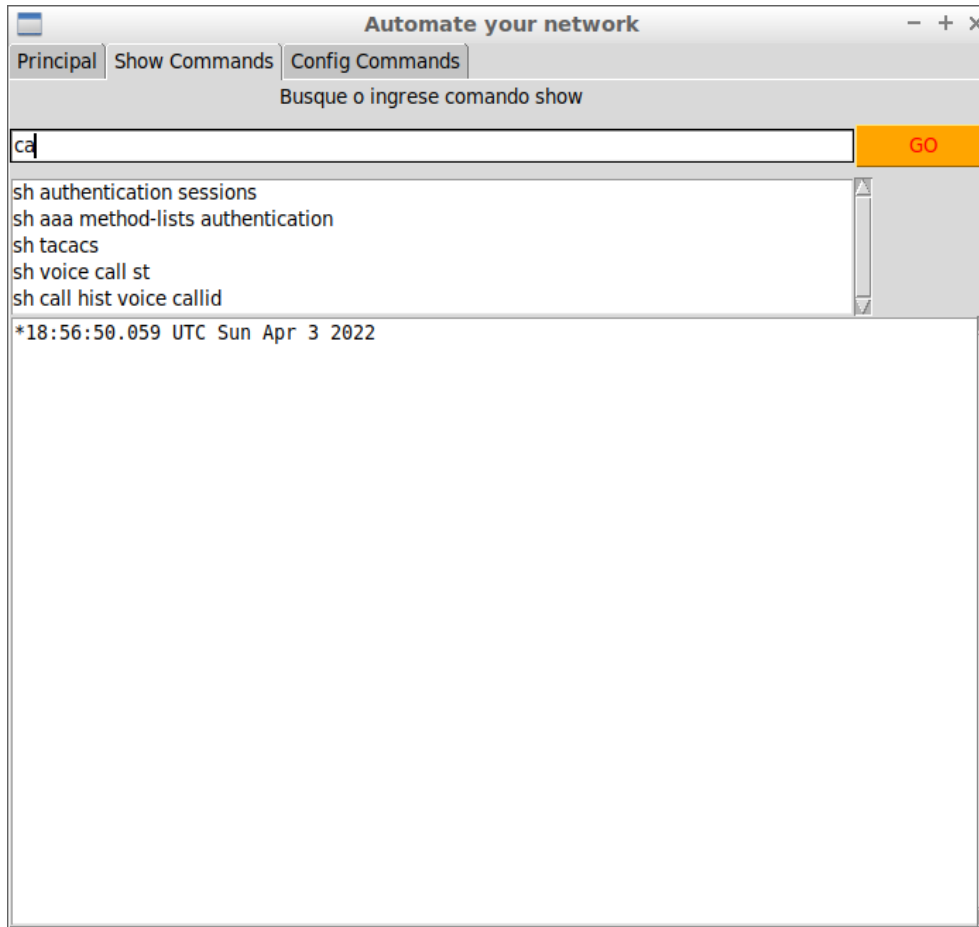 Automate your network
Principal Show Commands Config Commands
Busque o ingrese comando show
ca GO
sh authentication sessions
sh aaa method-lists authentication
sh tacacs
sh voice call st
sh call hist voice callid
*18:56:50.059 UTC Sun Apr 3 2022